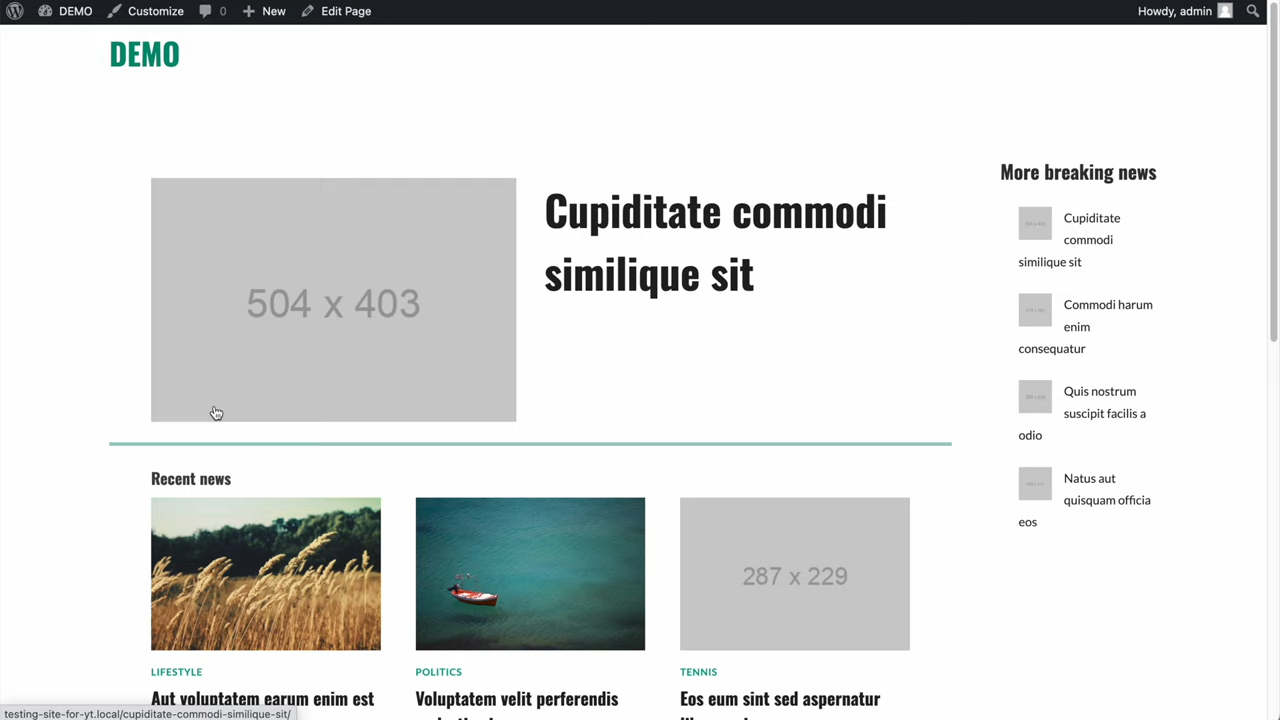 DEMO
Customize
0
New
Edit Page
Howdy, admin
DEMO
504 x 403
Cupiditate commodi
similique sit
More breaking news
Cupiditate
commodi
similique sit
Commodi harum
enim
consequatur
Quis nostrum
suscipit facilis a
odio
Natus aut
quisquam officia
eos
Recent news
287 x 229
LIFESTYLE
POLITICS
TENNIS
Aut voluptatem earum enim est
Voluptatem velit perferendis
Eos eum sint sed aspernatur
testing-site-for-yt.local/cupiditate-commodi-similique-sit/